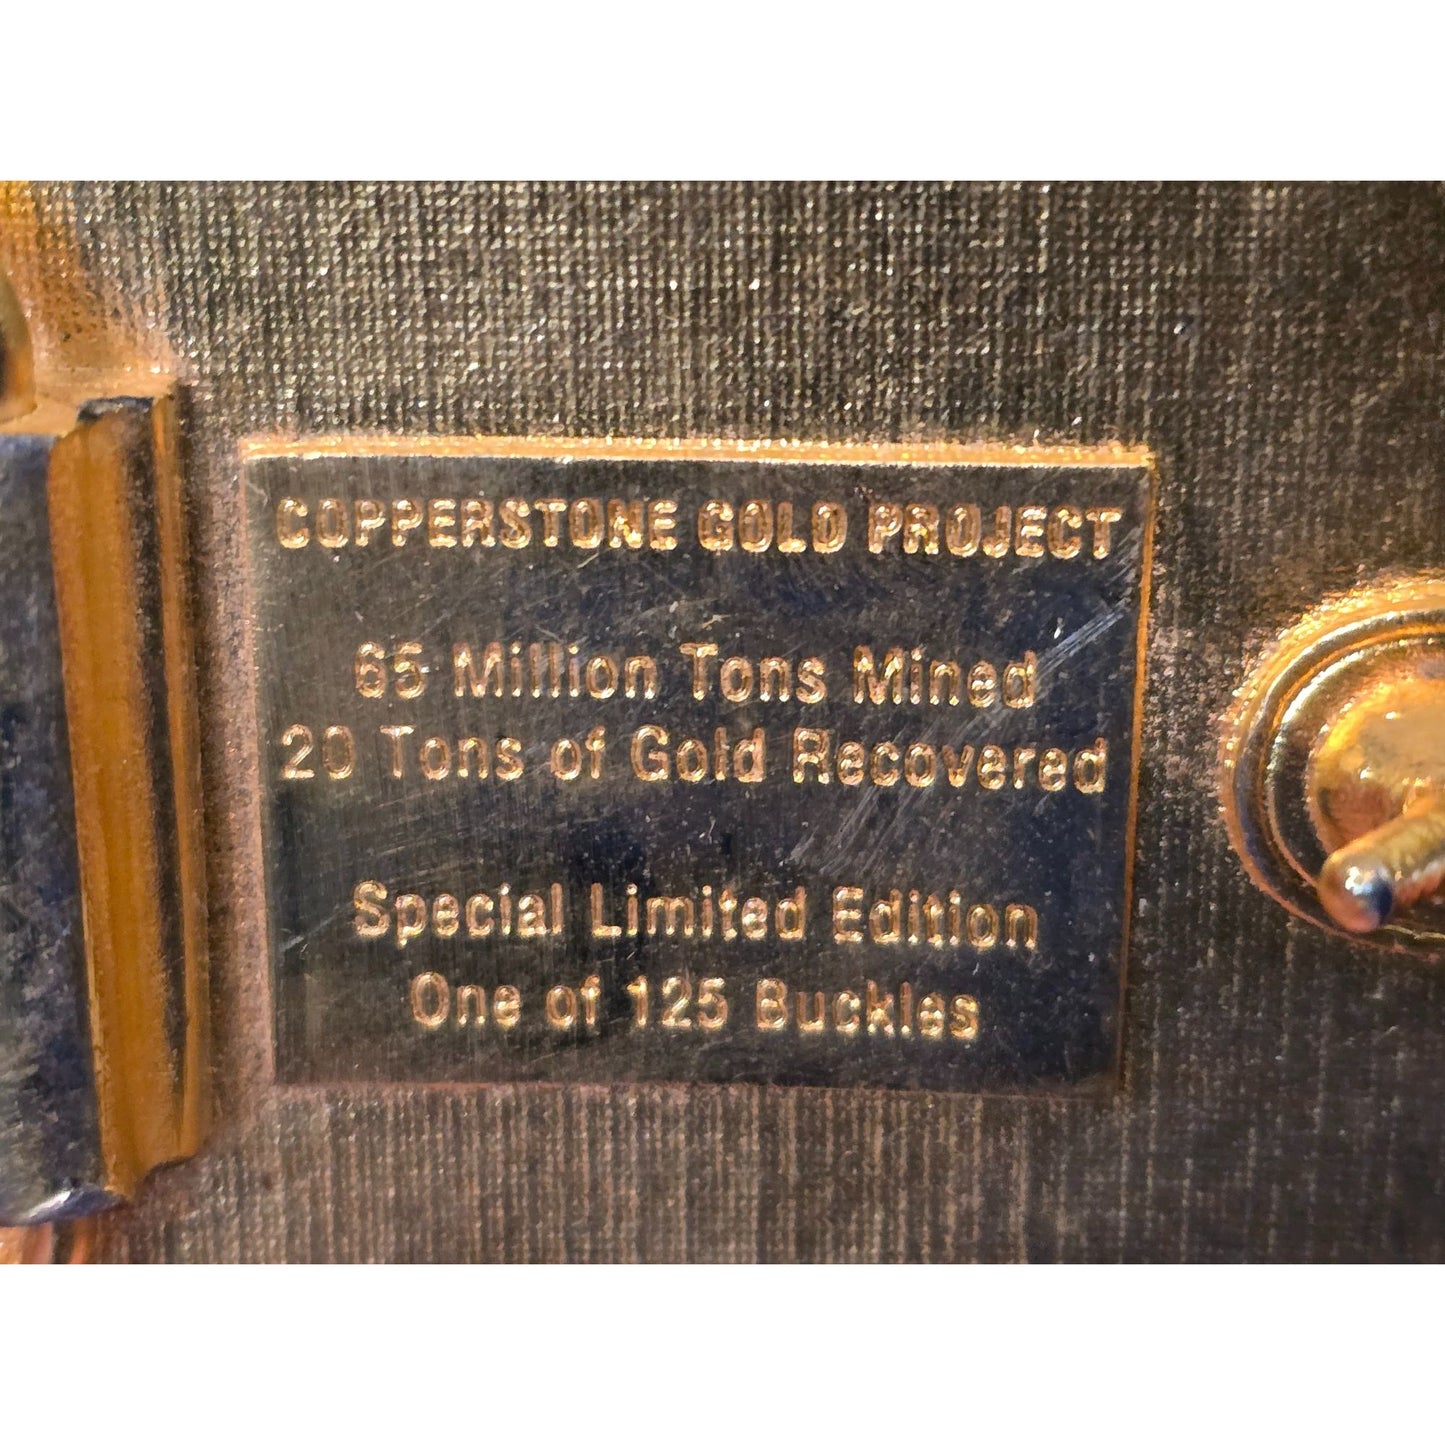 COPPERSTONE GOLD PROJECT
65 Million Tons Mined
20 Tons of Gold Recovered
Special Limited Edition
One of 125 Buckles